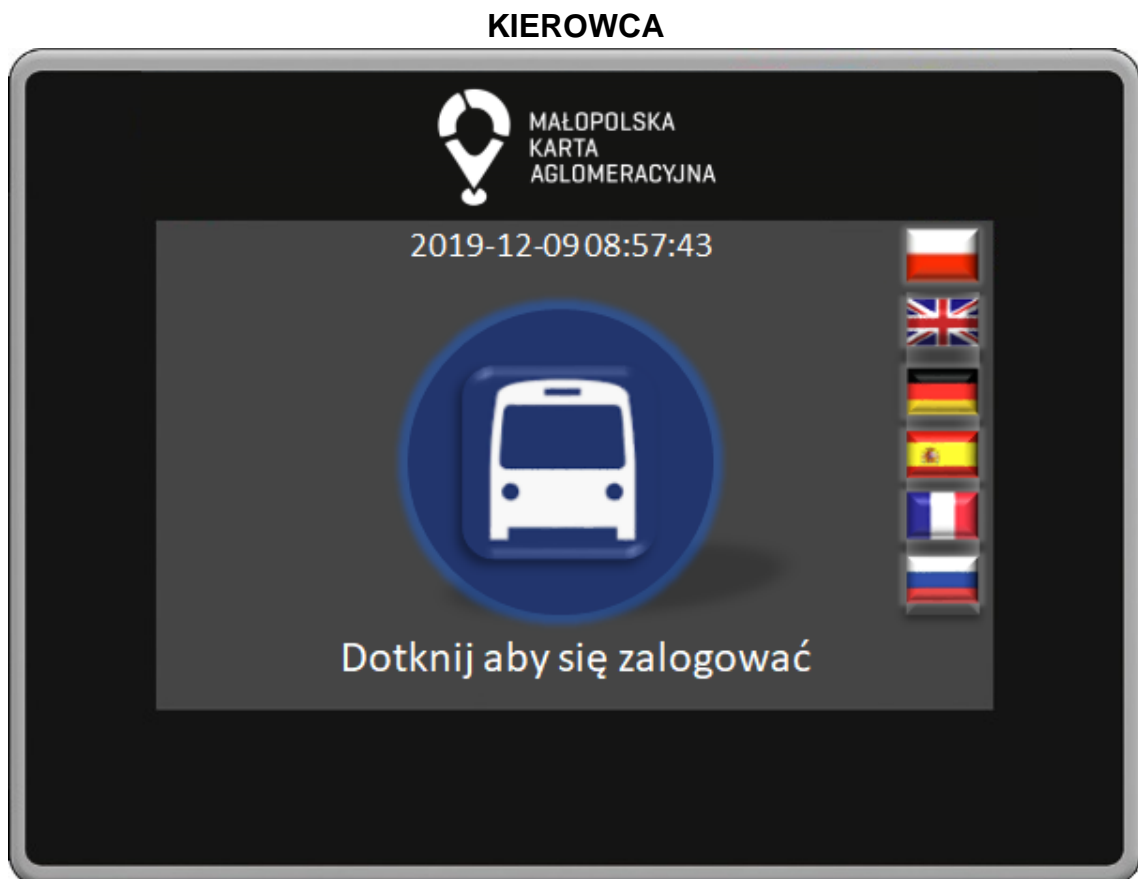 KIEROWCA
MAŁOPOLSKA
KARTA
AGLOMERACYJNA
2019-12-09 08:57:43
Dotknij aby się zalogować